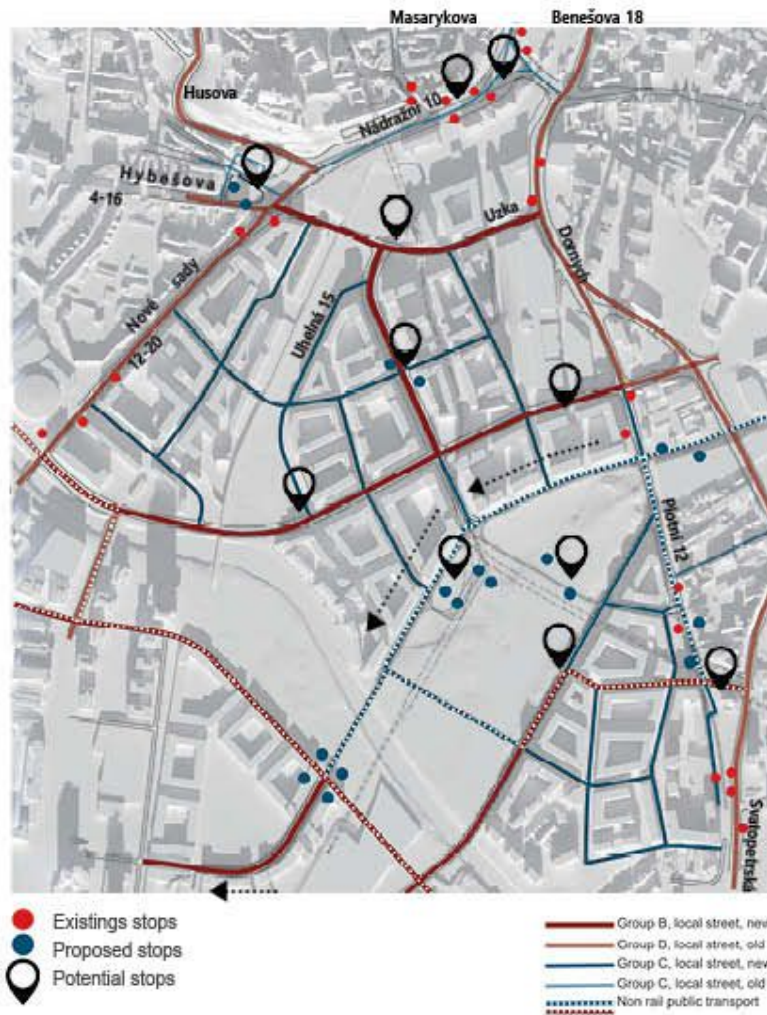 Masarykova
Benešova 18
Husova
Nádražní 10
Hybešova
4-16
Uzka
Dornych
Nové sady
12-20
Uhelná 15
Plotní 12
Svatopetrská
Existings stops
Proposed stops
Potential stops
Group B, local street, new
Group D, local street, old
Group C, local street, new
Group C, local street, old
Non rail public transport